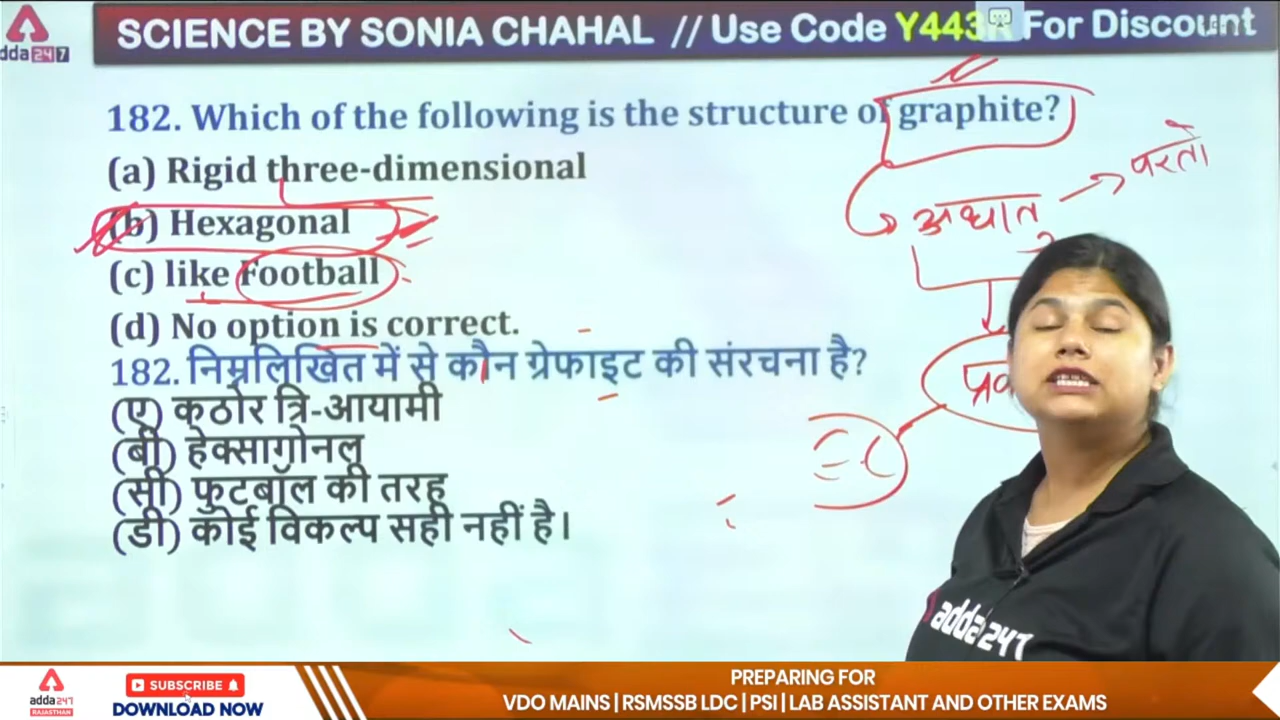 SCIENCE BY SONIA CHAHAL // Use Code Y443 For Discount
adda247
182. Which of the following is the structure of graphite?
(a) Rigid three-dimensional
(b) Hexagonal
(c) like Football
(d) No option is correct.
182. निम्नलिखित में से कौन ग्रेफाइट की संरचना है?
(ए) कठोर त्रि-आयामी
(बी) हेक्सागोनल
(सी) फुटबॉल की तरह
(डी) कोई विकल्प सही नहीं है।
अधात
adda247
adda247
RAJASTHAN
SUBSCRIBE
DOWNLOAD NOW
PREPARING FOR
VDO MAINS | RSMSSB LDC | PSI | LAB ASSISTANT AND OTHER EXAMS